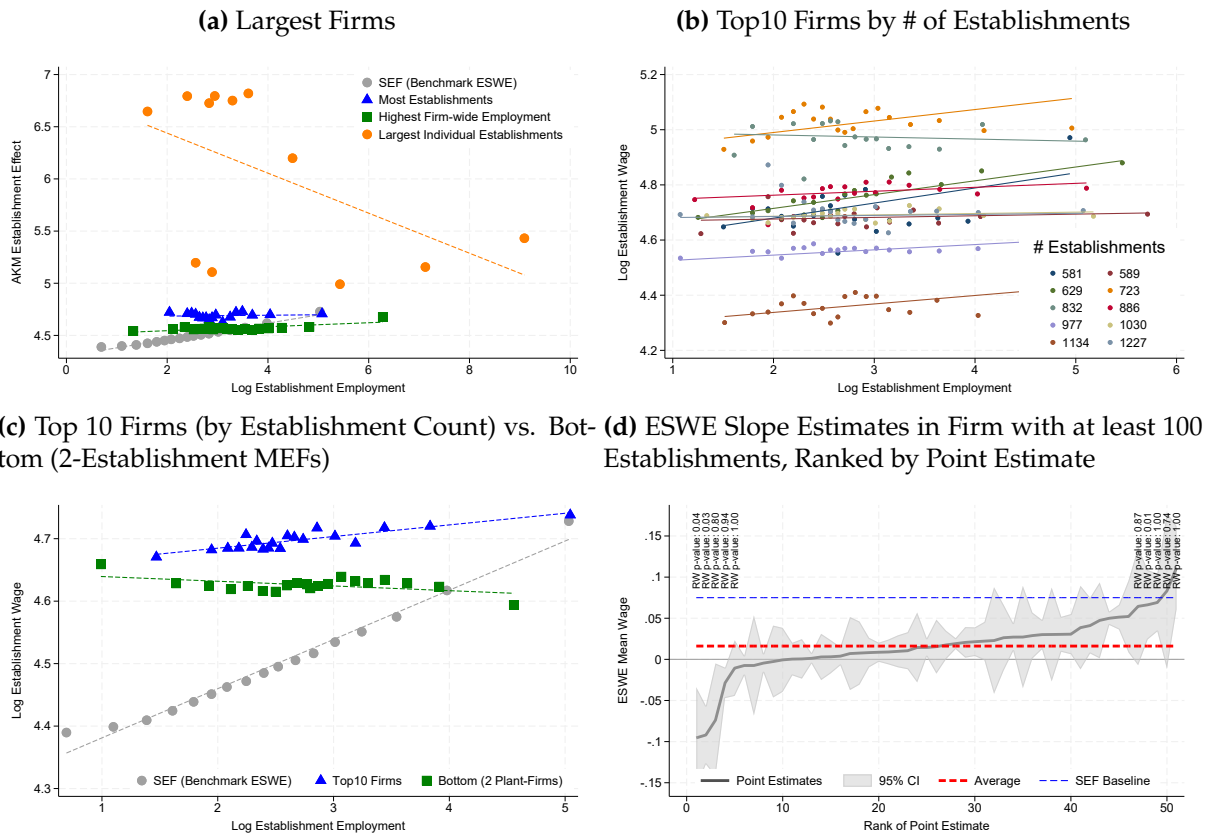 (a) Largest Firms
7
6.5
6
5.5
5
4.5
AKM Establishment Effect
SEF (Benchmark ESWE)
Most Establishments
Highest Firm-wide Employment
Largest Individual Establishments
0 2 4 6 8 10
Log Establishment Employment
(b) Top10 Firms by # of Establishments
5.2
5
4.8
4.6
4.4
4.2
Log Establishment Wage
# Establishments
581 589
629 723
832 886
977 1030
1134 1227
1 2 3 4 5 6
Log Establishment Employment
(c) Top 10 Firms (by Establishment Count) vs. Bot-
tom (2-Establishment MEFs)
4.7
4.6
4.5
4.4
4.3
Log Establishment Wage
SEF (Benchmark ESWE) Top10 Firms Bottom (2 Plant-Firms)
1 2 3 4 5
Log Establishment Employment
(d) ESWE Slope Estimates in Firm with at least 100
Establishments, Ranked by Point Estimate
.15
.1
.05
0
-.05
-.1
-.15
ESWE Mean Wage
RW p-value: 0.04
RW p-value: 0.03
RW p-value: 0.80
RW p-value: 0.94
RW p-value: 1.00
RW p-value: 0.87
RW p-value: 0.01
RW p-value: 1.00
RW p-value: 0.74
RW p-value: 1.00
Point Estimates 95% CI Average SEF Baseline
0 10 20 30 40 50
Rank of Point Estimate